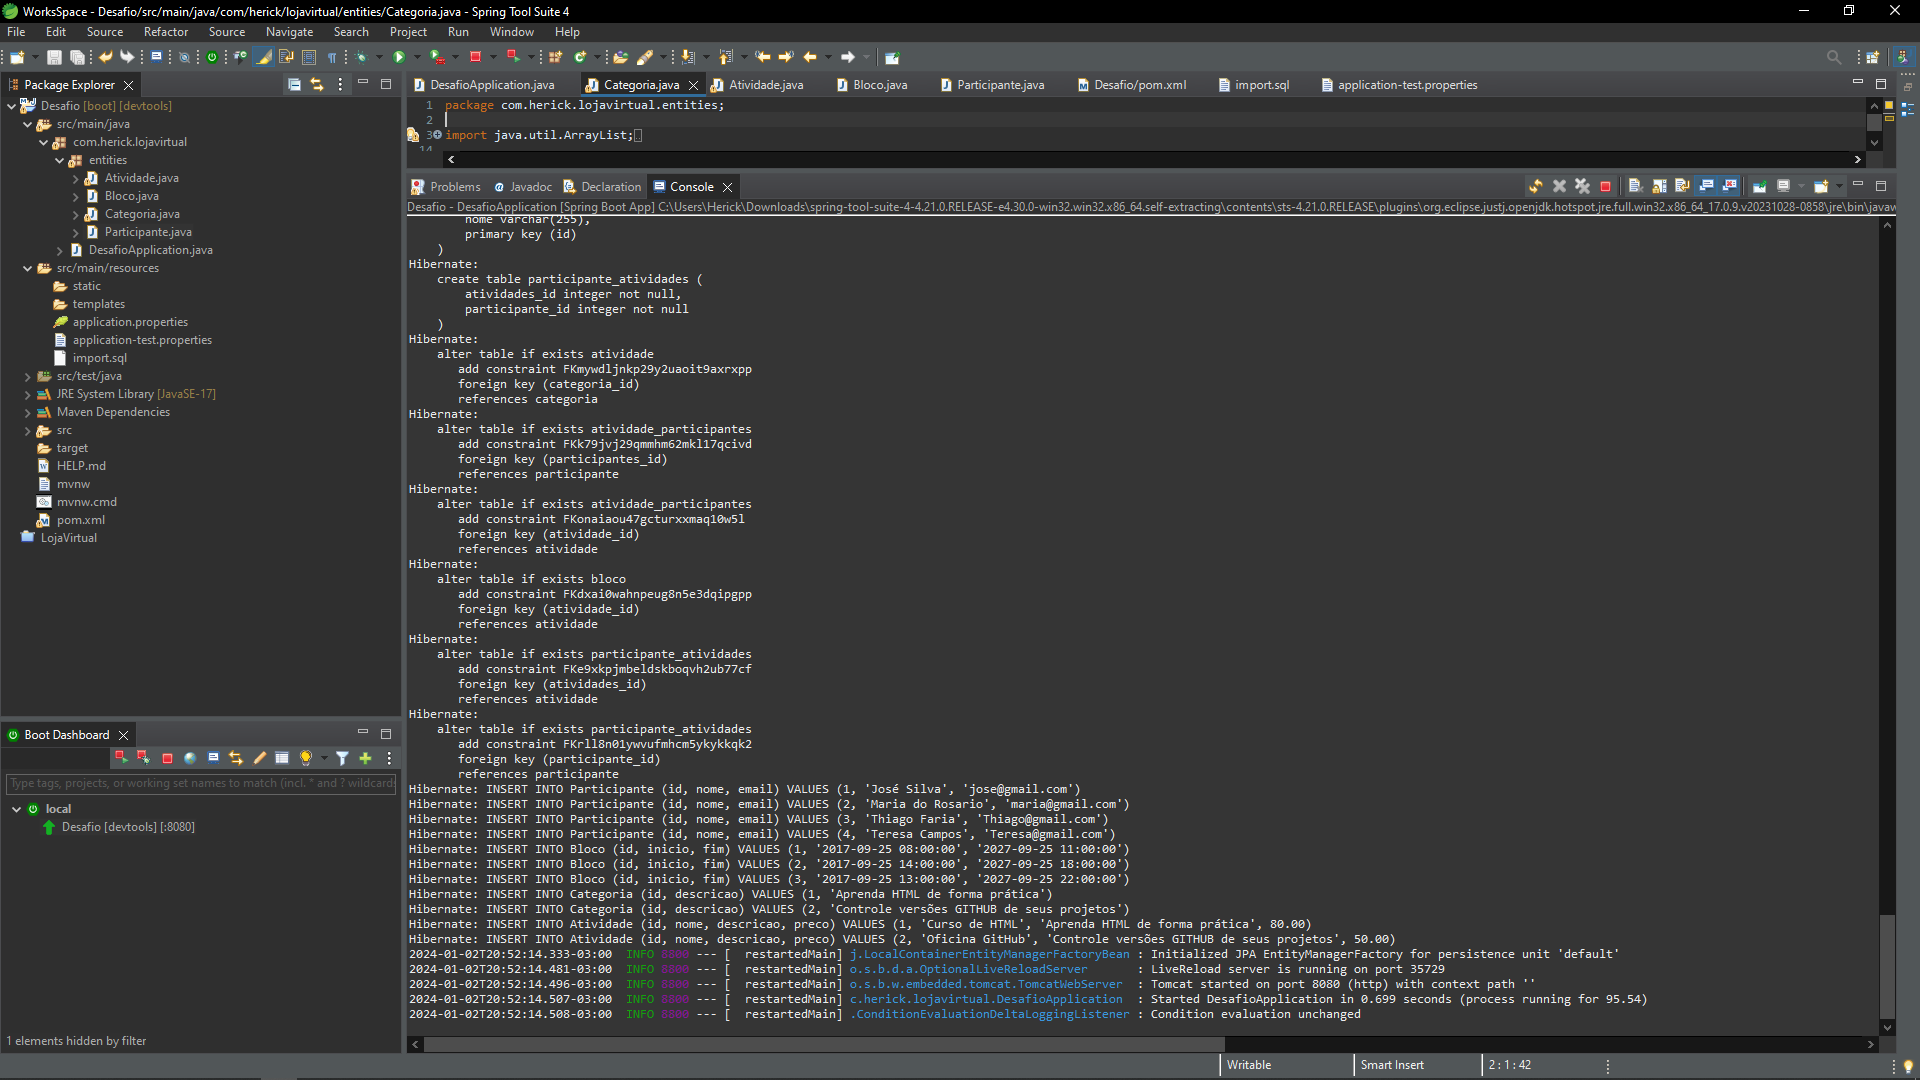 WorksSpace - Desafio/src/main/java/com/herick/lojavirtual/entities/Categoria.java - Spring Tool Suite 4
File Edit Source Refactor Source Navigate Search Project Run Window Help
Package Explorer
Desafio [boot] [devtools]
src/main/java
com.herick.lojavirtual
entities
Atividade.java
Bloco.java
Categoria.java
Participante.java
DesafioApplication.java
src/main/resources
static
templates
application.properties
application-test.properties
import.sql
src/test/java
JRE System Library [JavaSE-17]
Maven Dependencies
src
target
HELP.md
mvnw
mvnw.cmd
pom.xml
LojaVirtual
Boot Dashboard
Type tags, projects, or working set names to match (incl. * and ? wildcards
local
Desafio [devtools] [:8080]
1 elements hidden by filter
DesafioApplication.java Categoria.java Atividade.java Bloco.java Participante.java Desafio/pom.xml import.sql application-test.properties
1 package com.herick.lojavirtual.entities;
2
3 import java.util.ArrayList;
14
Problems Javadoc Declaration Console
Desafio - DesafioApplication [Spring Boot App] C:\Users\Herick\Downloads\spring-tool-suite-4-4.21.0.RELEASE-e4.30.0-win32.win32.x86_64.self-extracting\contents\sts-4.21.0.RELEASE\plugins\org.eclipse.justj.openjdk.hotspot.jre.full.win32.x86_64_17.0.9.v20231028-0858\jre\bin\javaw
nome varchar(255),
primary key (id)
)
Hibernate:
create table participante_atividades (
atividades_id integer not null,
participante_id integer not null
)
Hibernate:
alter table if exists atividade
add constraint FKmywdljnkp29y2uaoit9axrxpp
foreign key (categoria_id)
references categoria
Hibernate:
alter table if exists atividade_participantes
add constraint FKk79jvj29qmmhm62mkl17qcivd
foreign key (participantes_id)
references participante
Hibernate:
alter table if exists atividade_participantes
add constraint FKonaiaou47gcturxxmaq10w5l
foreign key (atividade_id)
references atividade
Hibernate:
alter table if exists bloco
add constraint FKdxai0wahnpeug8n5e3dqipgpp
foreign key (atividade_id)
references atividade
Hibernate:
alter table if exists participante_atividades
add constraint FKe9xkpjmbeldskboqvh2ub77cf
foreign key (atividades_id)
references atividade
Hibernate:
alter table if exists participante_atividades
add constraint FKrll8n01ywvufmhcm5ykykkqk2
foreign key (participante_id)
references participante
Hibernate: INSERT INTO Participante (id, nome, email) VALUES (1, 'José Silva', 'jose@gmail.com')
Hibernate: INSERT INTO Participante (id, nome, email) VALUES (2, 'Maria do Rosario', 'maria@gmail.com')
Hibernate: INSERT INTO Participante (id, nome, email) VALUES (3, 'Thiago Faria', 'Thiago@gmail.com')
Hibernate: INSERT INTO Participante (id, nome, email) VALUES (4, 'Teresa Campos', 'Teresa@gmail.com')
Hibernate: INSERT INTO Bloco (id, inicio, fim) VALUES (1, '2017-09-25 08:00:00', '2027-09-25 11:00:00')
Hibernate: INSERT INTO Bloco (id, inicio, fim) VALUES (2, '2017-09-25 14:00:00', '2027-09-25 18:00:00')
Hibernate: INSERT INTO Bloco (id, inicio, fim) VALUES (3, '2017-09-25 13:00:00', '2027-09-25 22:00:00')
Hibernate: INSERT INTO Categoria (id, descricao) VALUES (1, 'Aprenda HTML de forma prática')
Hibernate: INSERT INTO Categoria (id, descricao) VALUES (2, 'Controle versões GITHUB de seus projetos')
Hibernate: INSERT INTO Atividade (id, nome, descricao, preco) VALUES (1, 'Curso de HTML', 'Aprenda HTML de forma prática', 80.00)
Hibernate: INSERT INTO Atividade (id, nome, descricao, preco) VALUES (2, 'Oficina GitHub', 'Controle versões GITHUB de seus projetos', 50.00)
2024-01-02T20:52:14.333-03:00 INFO 8800 --- [ restartedMain] j.LocalContainerEntityManagerFactoryBean : Initialized JPA EntityManagerFactory for persistence unit 'default'
2024-01-02T20:52:14.481-03:00 INFO 8800 --- [ restartedMain] o.s.b.d.a.OptionalLiveReloadServer : LiveReload server is running on port 35729
2024-01-02T20:52:14.496-03:00 INFO 8800 --- [ restartedMain] o.s.b.w.embedded.tomcat.TomcatWebServer : Tomcat started on port 8080 (http) with context path ''
2024-01-02T20:52:14.507-03:00 INFO 8800 --- [ restartedMain] c.herick.lojavirtual.DesafioApplication : Started DesafioApplication in 0.699 seconds (process running for 95.54)
2024-01-02T20:52:14.508-03:00 INFO 8800 --- [ restartedMain] .ConditionEvaluationDeltaLoggingListener : Condition evaluation unchanged
Writable Smart Insert 2 : 1 : 42